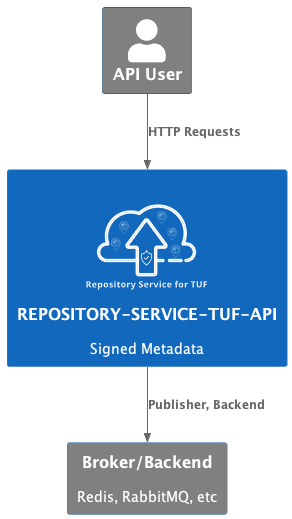 API User
HTTP Requests
Repository Service for TUF
REPOSITORY-SERVICE-TUF-API
Signed Metadata
Publisher, Backend
Broker/Backend
Redis, RabbitMQ, etc